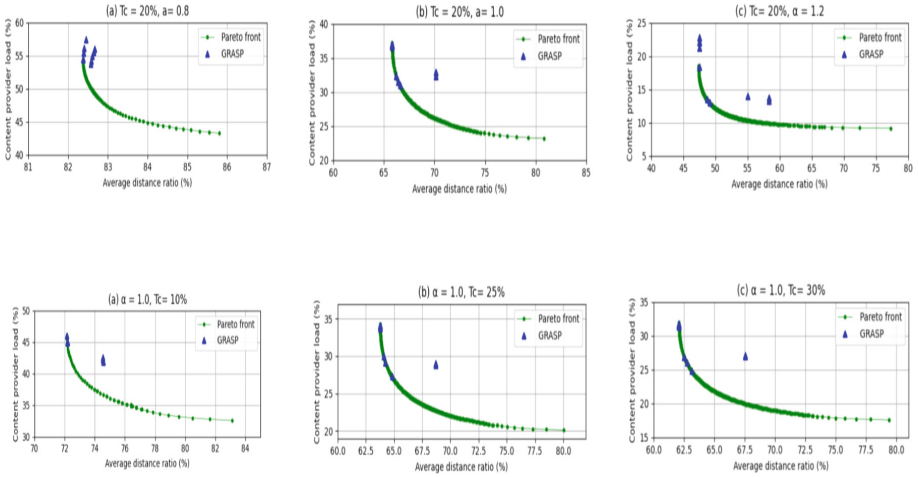 (a) Tc = 20%, a= 0.8
Content provider load (%)
60
55
50
45
40
81 82 83 84 85 86 87
Average distance ratio (%)
Pareto front
GRASP
(b) Tc = 20%, a= 1.0
Content provider load (%)
40
35
30
25
20
60 65 70 75 80 85
Average distance ratio (%)
Pareto front
GRASP
(c) Tc= 20%, α = 1.2
Content provider load (%)
25
20
15
10
5
40 45 50 55 60 65 70 75 80
Average distance ratio (%)
Pareto front
GRASP
(a) α = 1.0, Tc= 10%
Content provider load (%)
50
45
40
35
30
70 72 74 76 78 80 82 84
Average distance ratio (%)
Pareto front
GRASP
(b) α = 1.0, Tc= 25%
Content provider load (%)
35
30
25
20
60.0 62.5 65.0 67.5 70.0 72.5 75.0 77.5 80.0
Average distance ratio (%)
Pareto front
GRASP
(c) α = 1.0, Tc= 30%
Content provider load (%)
35
30
25
20
15
60.0 62.5 65.0 67.5 70.0 72.5 75.0 77.5 80.0
Average distance ratio (%)
Pareto front
GRASP